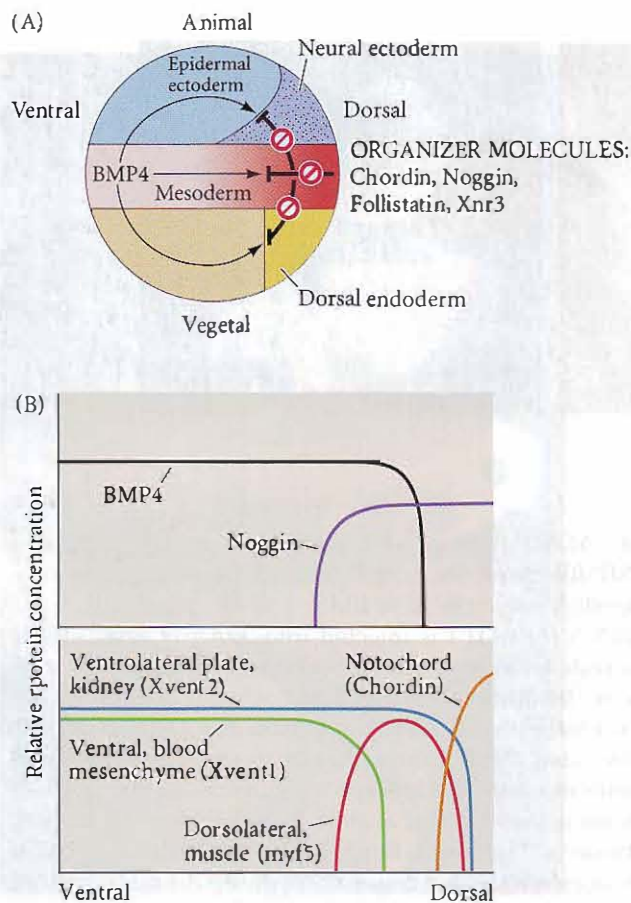 (A)
Animal
Neural ectoderm
Epidermal
ectoderm
Ventral
Dorsal
BMP4
Mesoderm
ORGANIZER MOLECULES:
Chordin, Noggin,
Follistatin, Xnr3
Dorsal endoderm
Vegetal
(B)
Relative rpotein concentration
BMP4
Noggin
Ventrolateral plate,
kidney (Xvent2)
Notochord
(Chordin)
Ventral, blood
mesenchyme (Xvent1)
Dorsolateral,
muscle (myf5)
Ventral
Dorsal